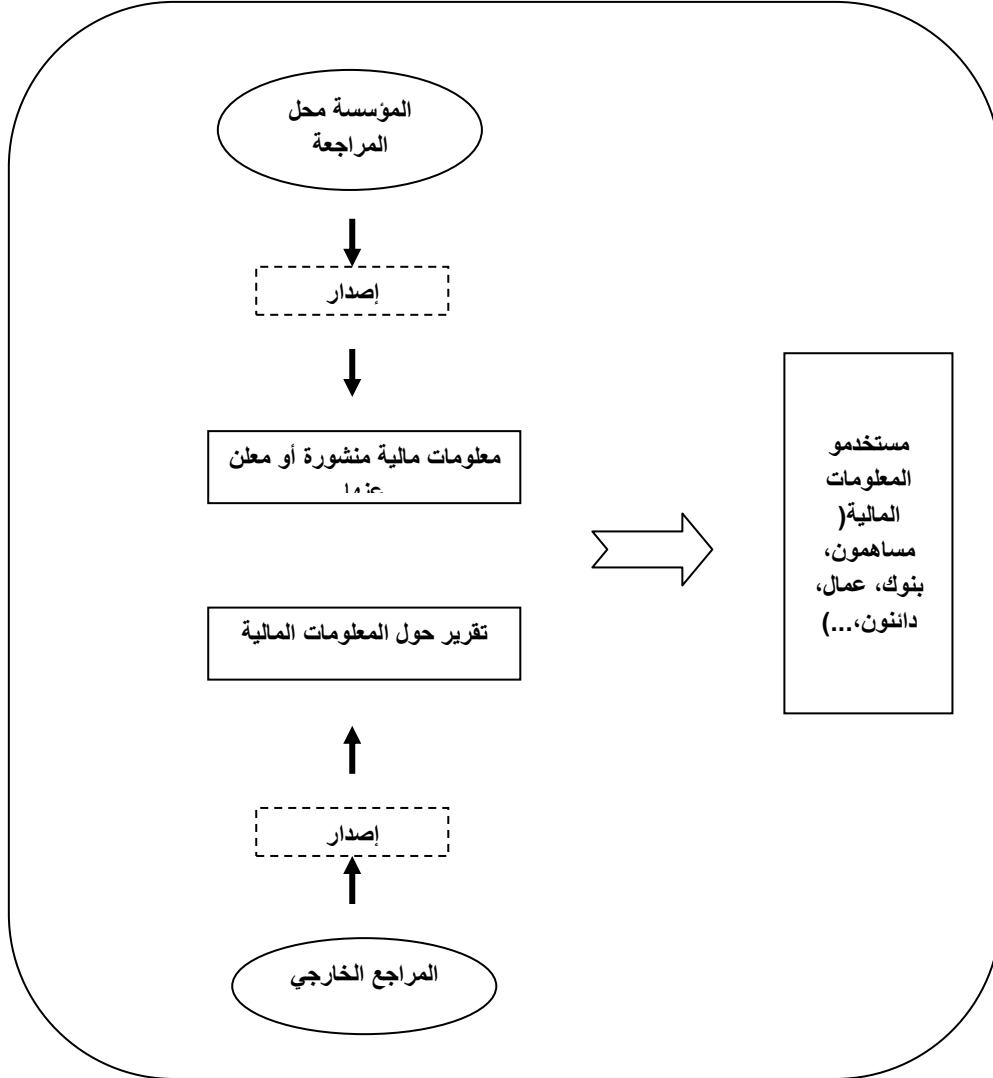 المؤسسة محل
المراجعة
إصدار
معلومات مالية منشورة أو معلن
عنها
تقرير حول المعلومات المالية
إصدار
المراجع الخارجي
مستخدمو
المعلومات
المالية(
مساهمون،
بنوك، عمال،
دائنون،...)